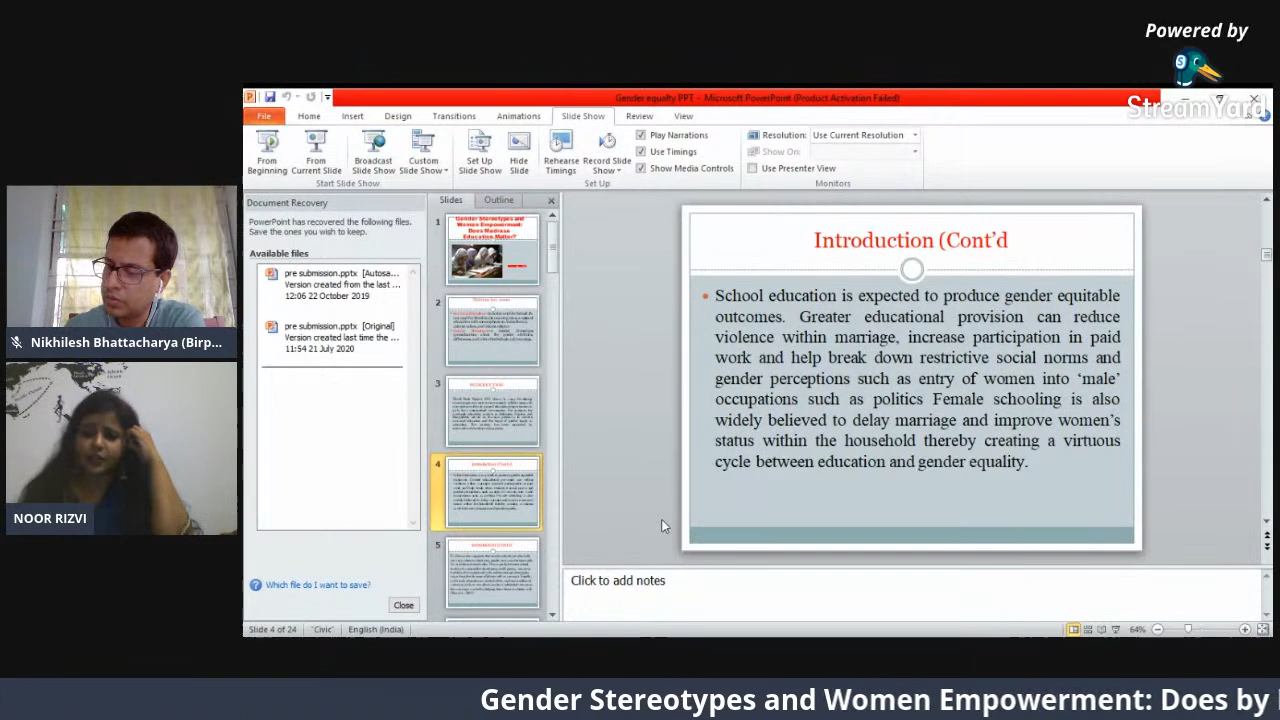 Powered by
StreamYard
Gender equalty PPT - Microsoft PowerPoint (Product Activation Failed)
File Home Insert Design Transitions Animations Slide Show Review View
From Beginning
From Current Slide
Broadcast Slide Show
Custom Slide Show
Set Up Slide Show
Hide Slide
Rehearse Timings
Record Slide Show
Play Narrations
Use Timings
Show Media Controls
Resolution: Use Current Resolution
Show On:
Use Presenter View
Start Slide Show
Set Up
Monitors
Document Recovery
PowerPoint has recovered the following files.
Save the ones you wish to keep.
Available files
pre submission.pptx [Autosa...
Version created from the last ...
12:06 22 October 2019
pre submission.pptx [Original]
Version created last time the ...
11:54 21 July 2020
Which file do I want to save?
Close
Slides Outline
1
Gender Stereotypes and
Women Empowerment:
Does Madrasa
Education Matter?
2
3
4
5
Introduction (Cont'd
• School education is expected to produce gender equitable
outcomes. Gender educational provision can reduce
violence within marriage, increase participation in paid
work and help break down restrictive social norms and
gender perceptions such as entry of women into ‘male’
occupations such as politics Female schooling is also
widely believed to delay marriage and improve women's
status within the household thereby creating a virtuous
cycle between education and gender equality.
Click to add notes
Slide 4 of 24 "Civic" English (India) 64%
Nikhilesh Bhattacharya (Birp...
NOOR RIZVI
Gender Stereotypes and Women Empowerment: Does by